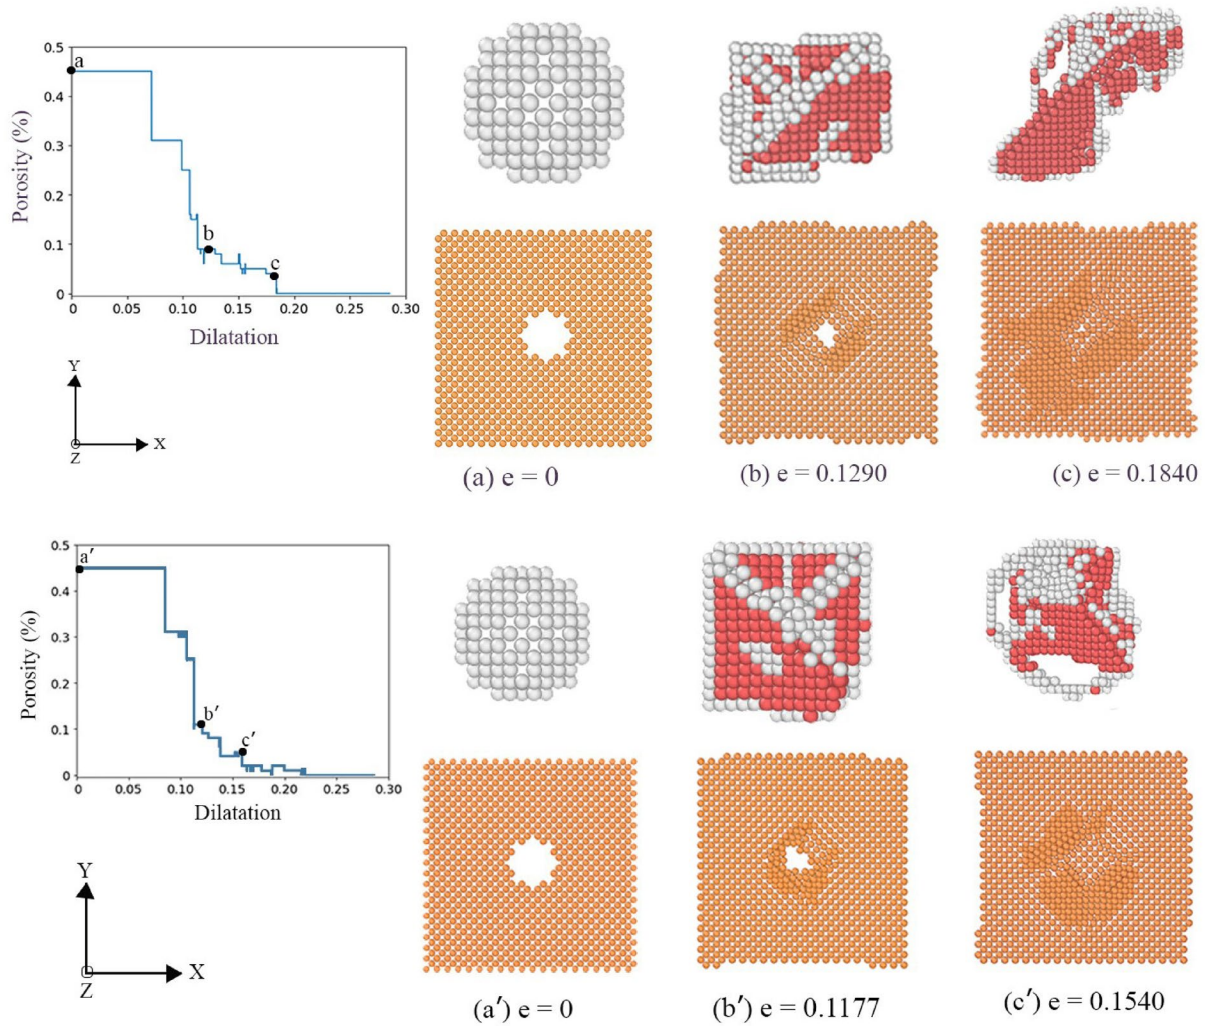 0.5
0.4
0.3
0.2
0.1
0
Porosity (%)
a
b
c
0
0.05
0.10
0.15
0.20
0.25
0.30
Dilatation
Y
X
Z
(a) e = 0
(b) e = 0.1290
(c) e = 0.1840
0.5
0.4
0.3
0.2
0.1
0
Porosity (%)
a′
b′
c′
0
0.05
0.10
0.15
0.20
0.25
0.30
Dilatation
Y
X
Z
(a′) e = 0
(b′) e = 0.1177
(c′) e = 0.1540